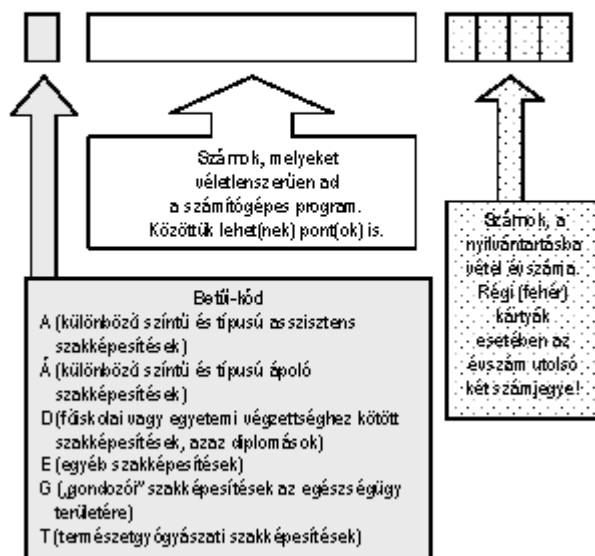 Számok, melyeket
véletlenszerűen ad
a számítógépes program.
Közöttük lehet(nek) pont(ok) is.
Számok, a
nyilvántartásba
vétel évszámja.
Régi (fehér)
kártyák
esetében az
évszám utolsó
két számjegye!
Betű-kód
A (különböző szintű és típusú asszisztens
szakképesítések)
Á (különböző szintű és típusú ápoló
szakképesítések)
D (főiskolai vagy egyetemi végzettséghez kötött
szakképesítések, azaz diplomások)
E (egyéb szakképesítések)
G („gondozói” szakképesítések az egészségügy
területére)
T (természetgyógyászati szakképesítések)